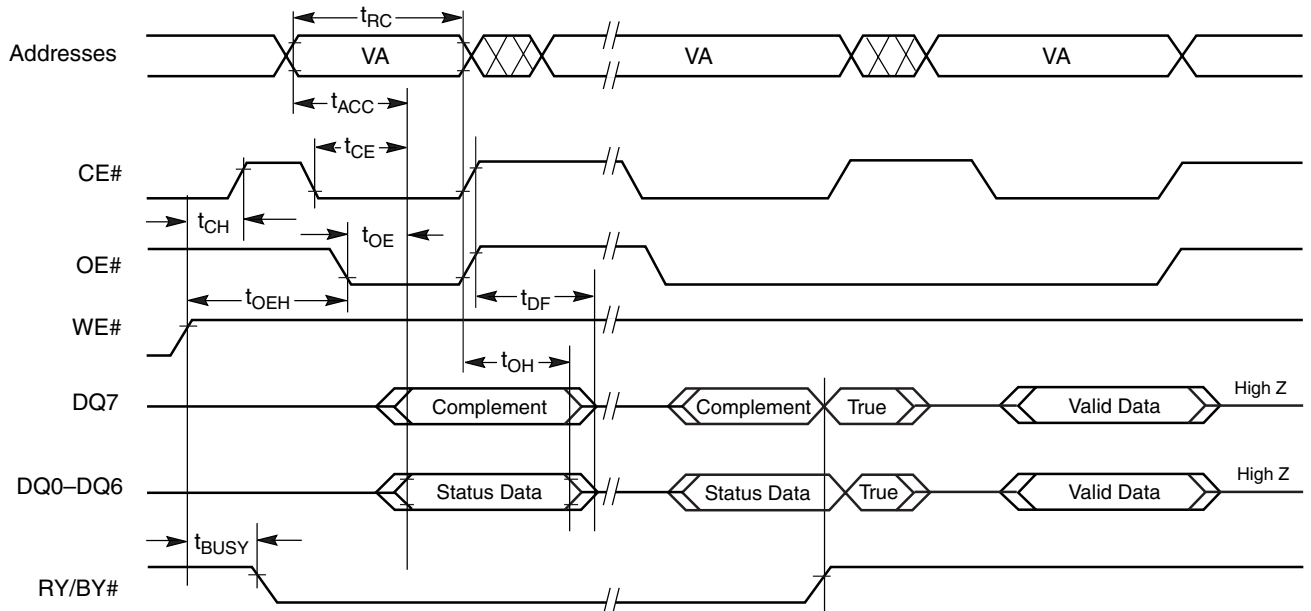 tRC
Addresses VA VA VA
tACC
tCE
CE#
tCH tOE
OE#
tOEH tDF
WE#
tOH
DQ7 Complement Complement True Valid Data High Z
DQ0–DQ6 Status Data Status Data True Valid Data High Z
tBUSY
RY/BY#